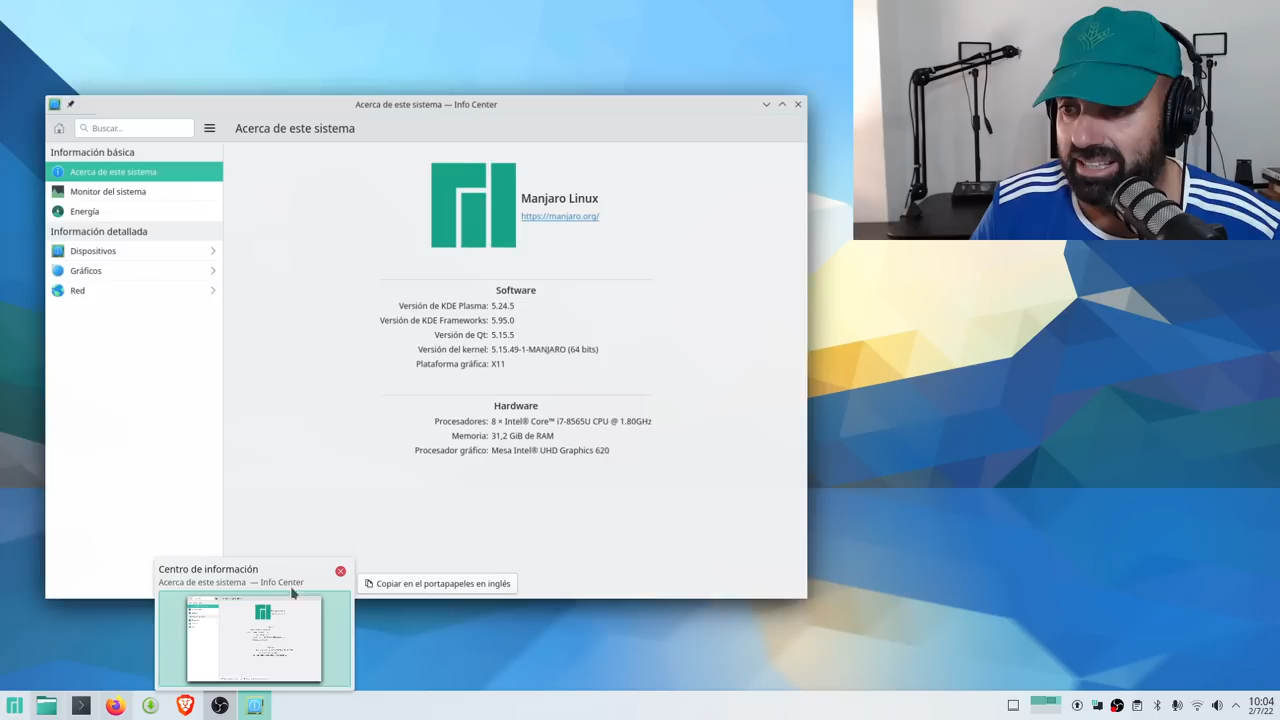 Acerca de este sistema — Info Center
Buscar...
Acerca de este sistema
Información básica
Acerca de este sistema
Monitor del sistema
Energía
Información detallada
Dispositivos
Gráficos
Red
Manjaro Linux
https://manjaro.org/
Software
Versión de KDE Plasma: 5.24.5
Versión de KDE Frameworks: 5.95.0
Versión de Qt: 5.15.5
Versión del kernel: 5.15.49-1-MANJARO (64 bits)
Plataforma gráfica: X11
Hardware
Procesadores: 8 × Intel® Core™ i7-8565U CPU @ 1.80GHz
Memoria: 31,2 GiB de RAM
Procesador gráfico: Mesa Intel® UHD Graphics 620
Copiar en el portapapeles en inglés
Centro de información
Acerca de este sistema — Info Center
10:04
2/7/22